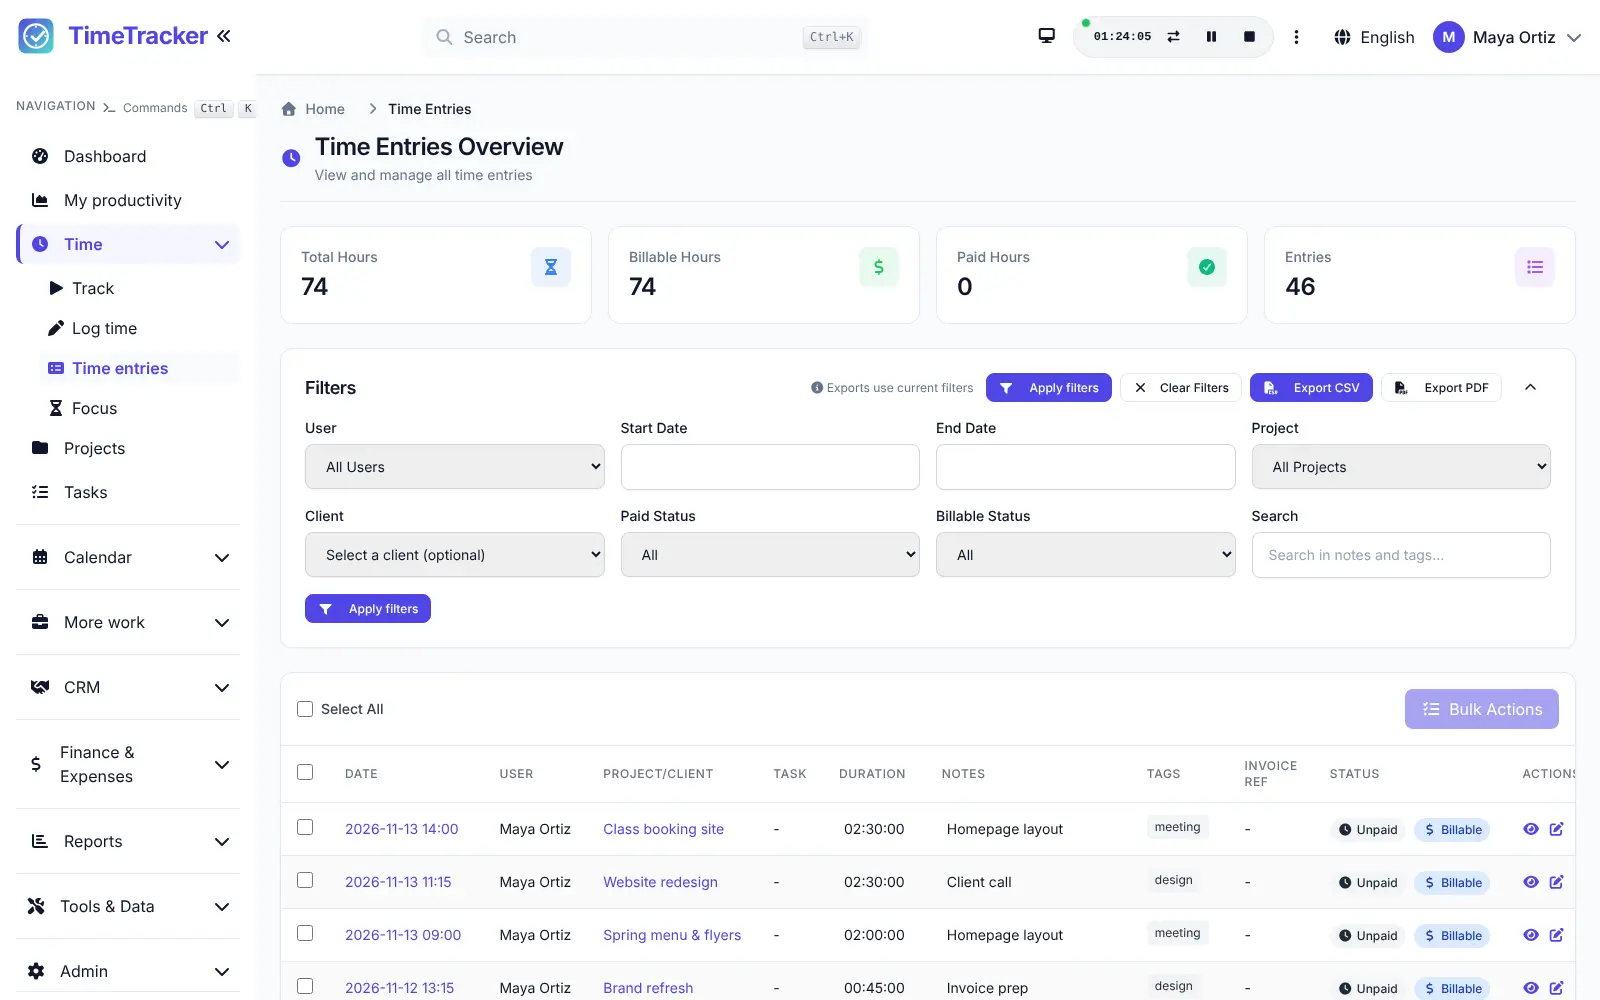 TimeTracker
Search
Ctrl+K
01:24:05
English
M
Maya Ortiz
NAVIGATION
Commands
Ctrl
K
Dashboard
My productivity
Time
Track
Log time
Time entries
Focus
Projects
Tasks
Calendar
More work
CRM
Finance &
Expenses
Reports
Tools & Data
Admin
Home
Time Entries
Time Entries Overview
View and manage all time entries
Total Hours
74
Billable Hours
74
Paid Hours
0
Entries
46
Filters
Exports use current filters
Apply filters
Clear Filters
Export CSV
Export PDF
User
Start Date
End Date
Project
All Users
All Projects
Client
Paid Status
Billable Status
Search
Select a client (optional)
All
All
Search in notes and tags...
Apply filters
Select All
Bulk Actions
DATE USER PROJECT/CLIENT TASK DURATION NOTES TAGS INVOICE REF STATUS ACTIONS
2026-11-13 14:00 Maya Ortiz Class booking site - 02:30:00 Homepage layout meeting - Unpaid $ Billable
2026-11-13 11:15 Maya Ortiz Website redesign - 02:30:00 Client call design - Unpaid $ Billable
2026-11-13 09:00 Maya Ortiz Spring menu & flyers - 02:00:00 Homepage layout meeting - Unpaid $ Billable
2026-11-12 13:15 Maya Ortiz Brand refresh - 00:45:00 Invoice prep design - Unpaid $ Billable